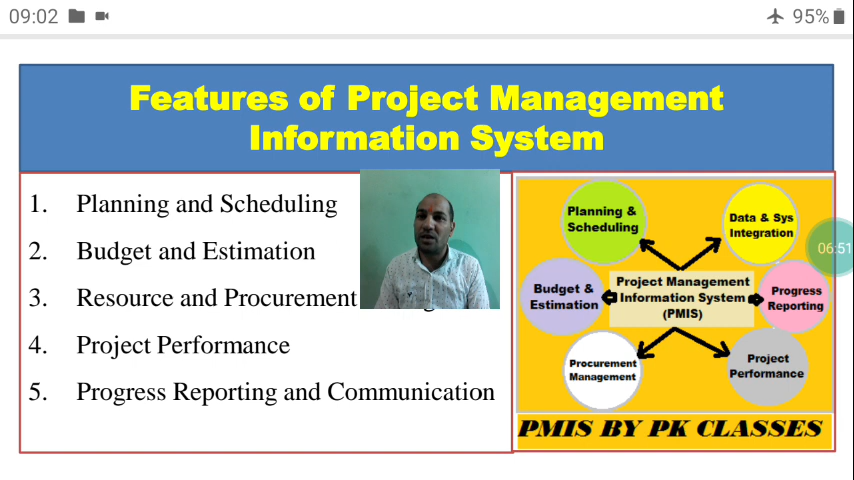 09:02
95%
Features of Project Management
Information System
1. Planning and Scheduling
2. Budget and Estimation
3. Resource and Procurement
4. Project Performance
5. Progress Reporting and Communication
Planning &
Scheduling
Data & Sys
Integration
06:51
Budget &
Estimation
Project Management
Information System
(PMIS)
Progress
Reporting
Procurement
Management
Project
Performance
PMIS BY PK CLASSES